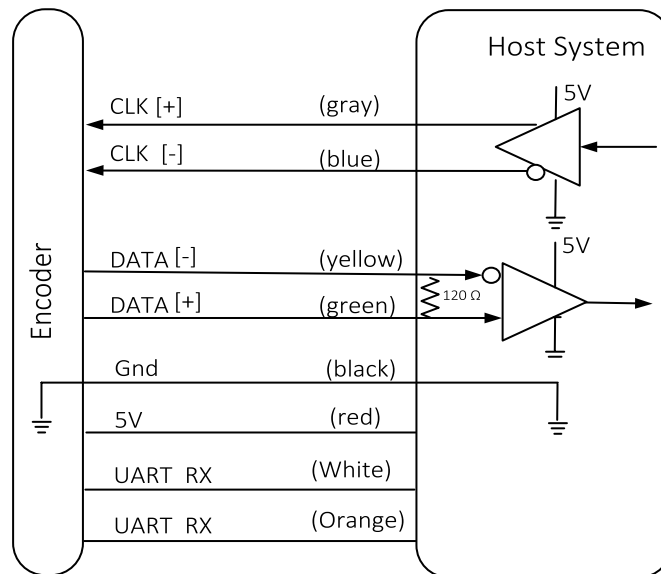 Host System
5V
CLK [+] (gray)
CLK [-] (blue)
5V
DATA [-] (yellow)
120 Ω
DATA [+] (green)
Encoder
Gnd (black)
5V (red)
UART RX (White)
UART RX (Orange)